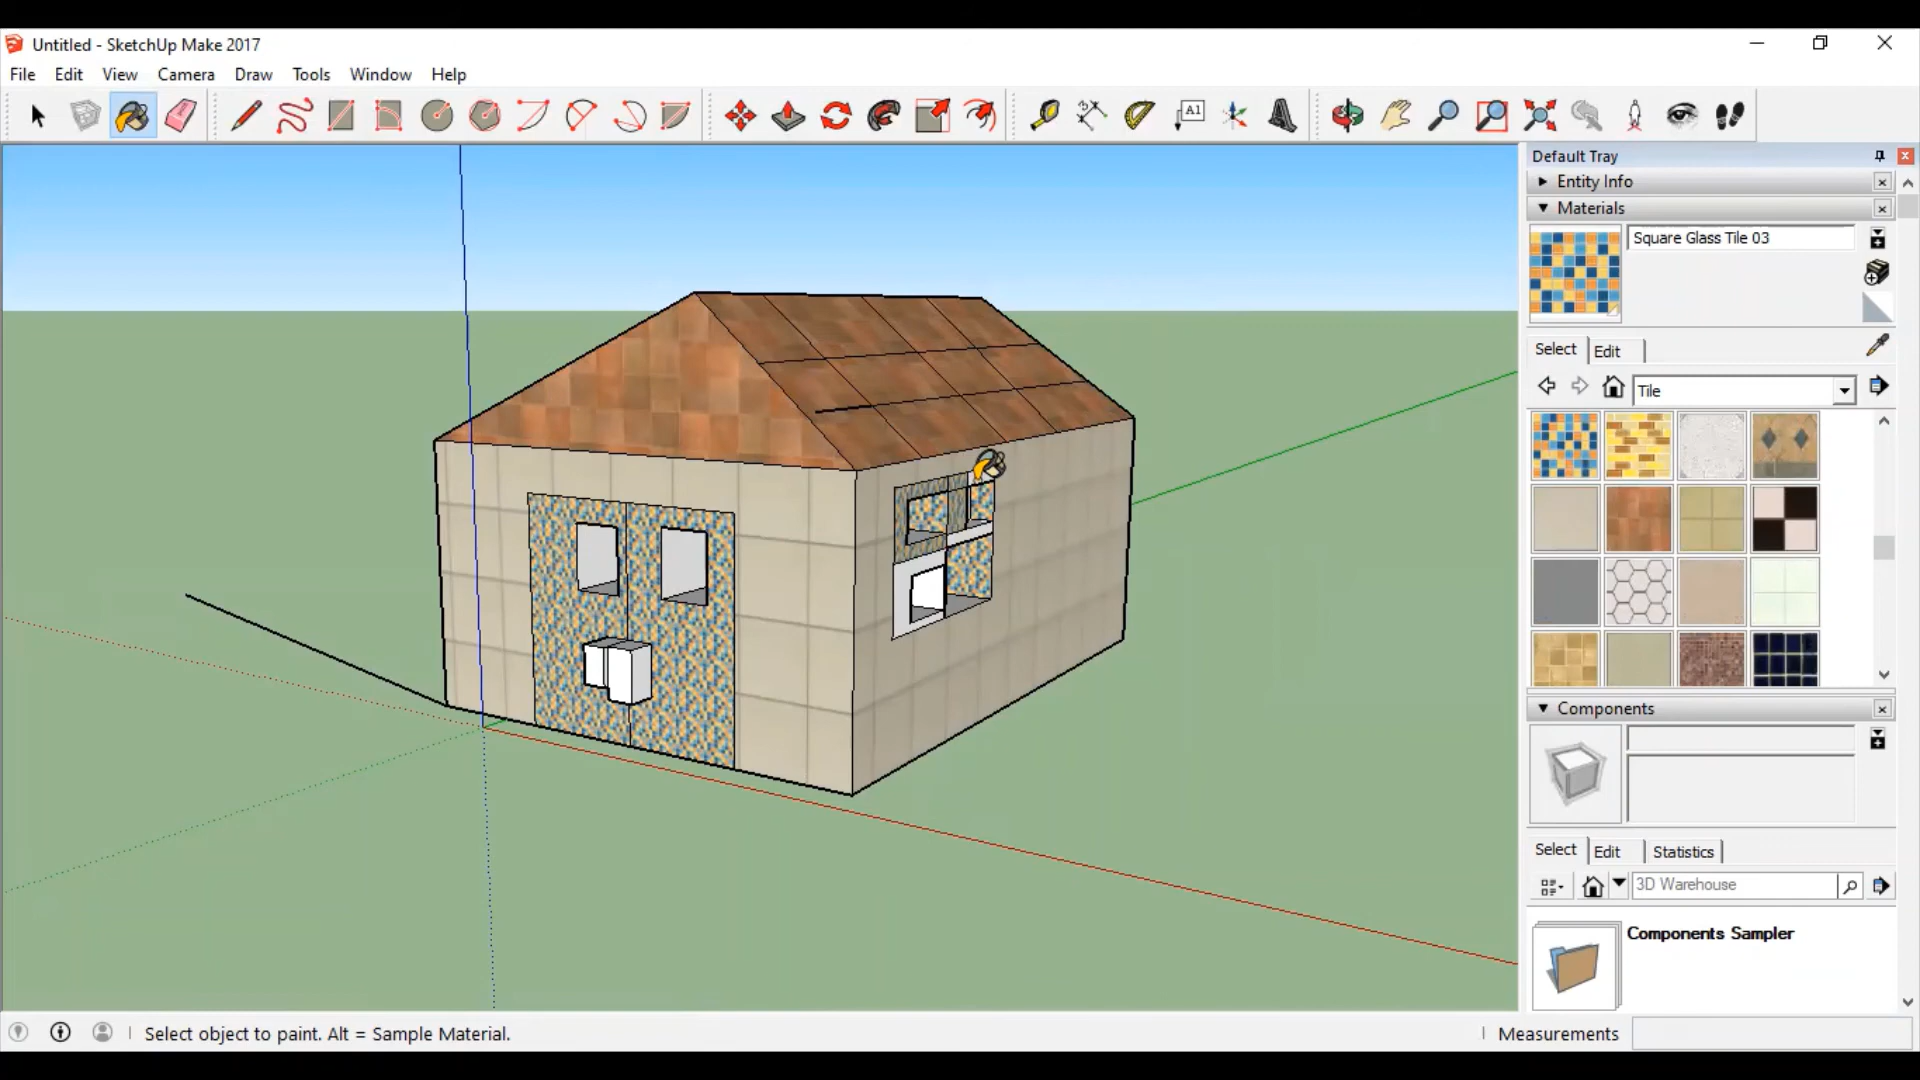 Untitled - SketchUp Make 2017
File Edit View Camera Draw Tools Window Help
A1
Default Tray
Entity Info
Materials
Square Glass Tile 03
Select Edit
Tile
Components
Select Edit Statistics
3D Warehouse
Components Sampler
Select object to paint. Alt = Sample Material.
Measurements